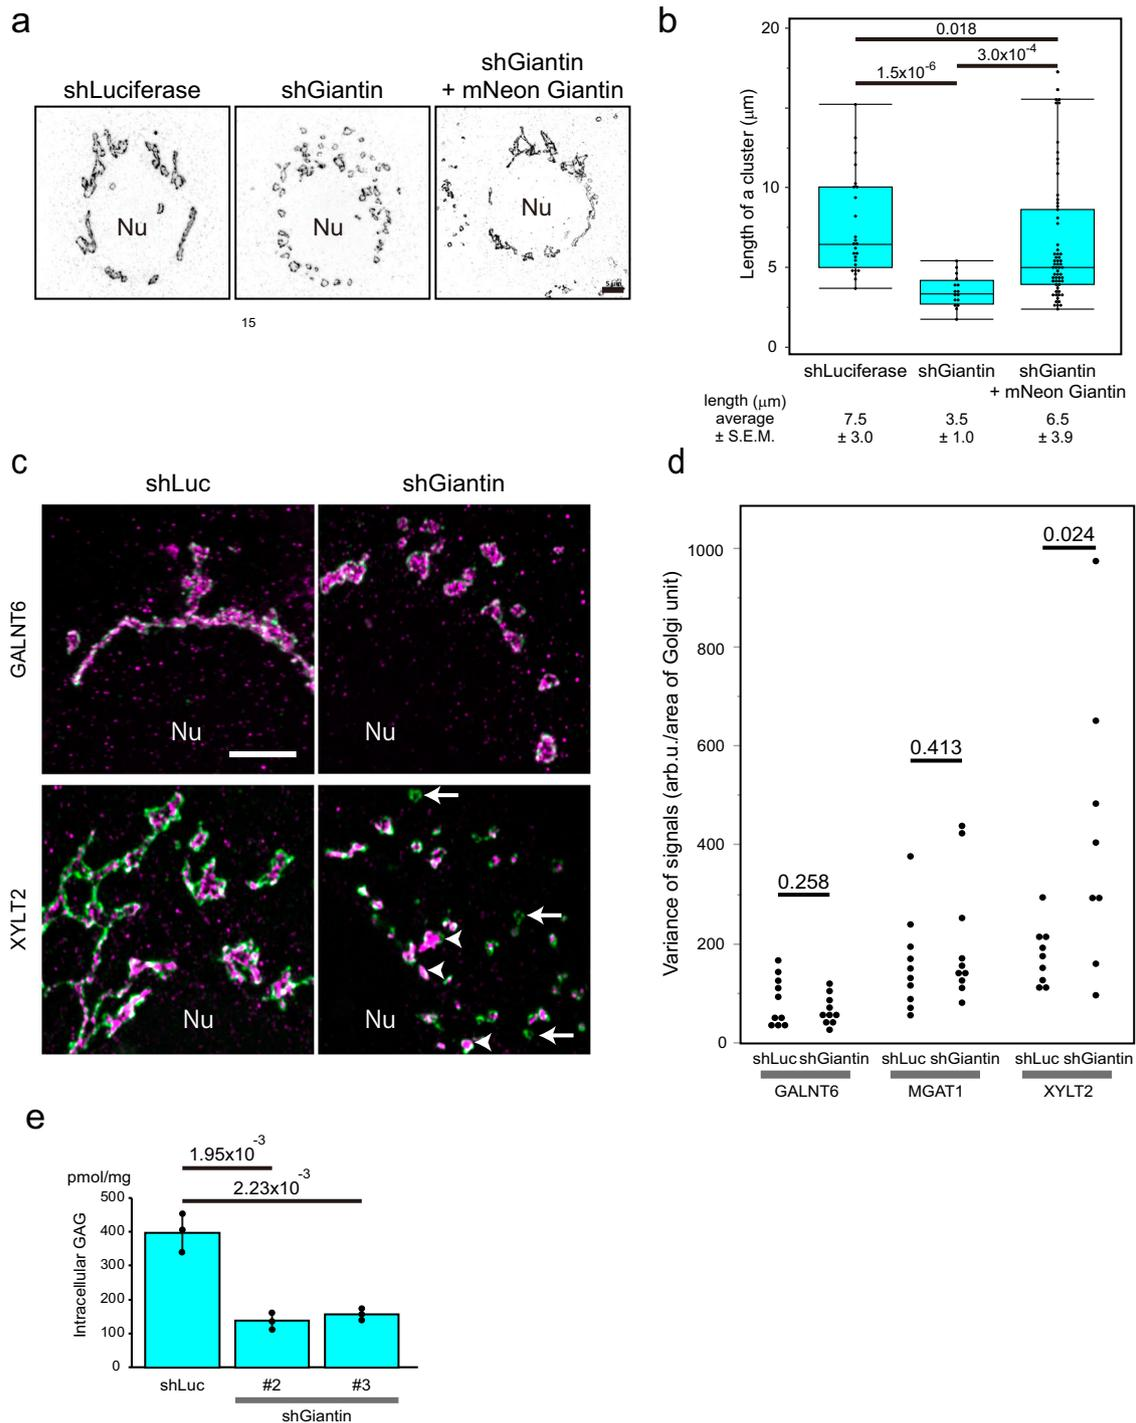 a
shLuciferase
shGiantin
shGiantin
+ mNeon Giantin
Nu
Nu
Nu
5 μm
15
b
Length of a cluster (μm)
20
10
5
0
0.018
3.0x10-4
1.5x10-6
shLuciferase
shGiantin
shGiantin
+ mNeon Giantin
length (μm)
average
± S.E.M.
7.5
± 3.0
3.5
± 1.0
6.5
± 3.9
c
shLuc
shGiantin
GALNT6
XYLT2
Nu
Nu
Nu
Nu
d
Variance of signals (arb.u./area of Golgi unit)
1000
800
600
400
200
0
0.258
0.413
0.024
shLuc shGiantin
shLuc shGiantin
shLuc shGiantin
GALNT6
MGAT1
XYLT2
e
pmol/mg
Intracellular GAG
500
400
300
200
100
0
1.95x10-3
2.23x10-3
shLuc
#2
#3
shGiantin